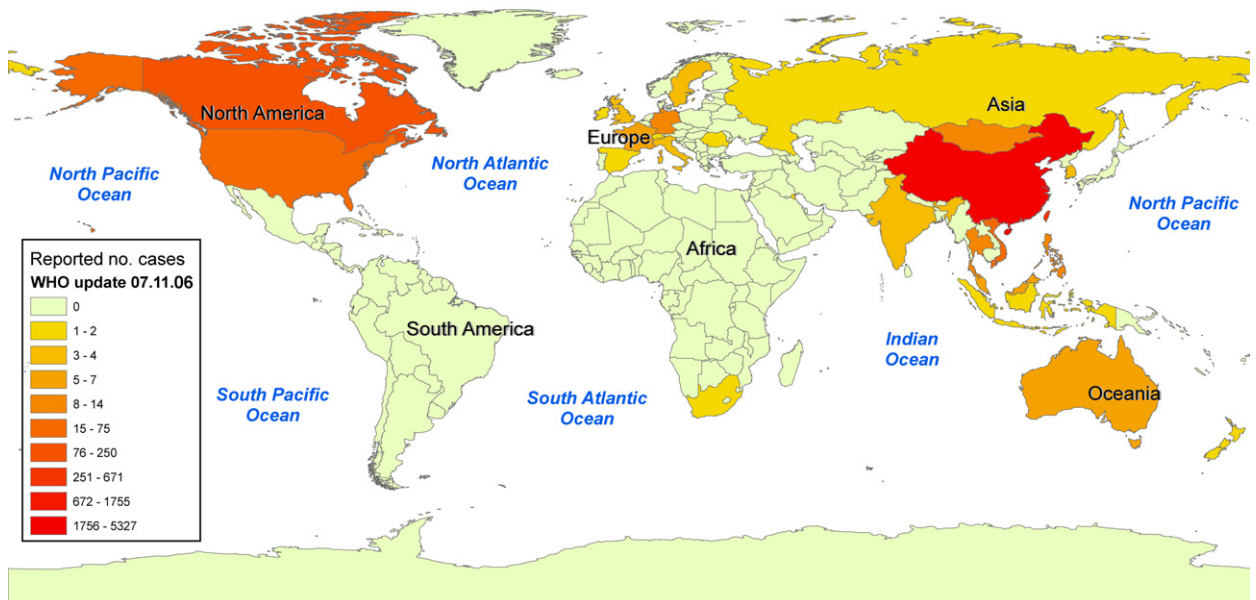 North America
Asia
Europe
North Pacific
Ocean
North Atlantic
Ocean
North Pacific
Ocean
Africa
Reported no. cases
WHO update 07.11.06
0
1 - 2
3 - 4
5 - 7
8 - 14
15 - 75
76 - 250
251 - 671
672 - 1755
1756 - 5327
South America
Indian
Ocean
South Pacific
Ocean
South Atlantic
Ocean
Oceania